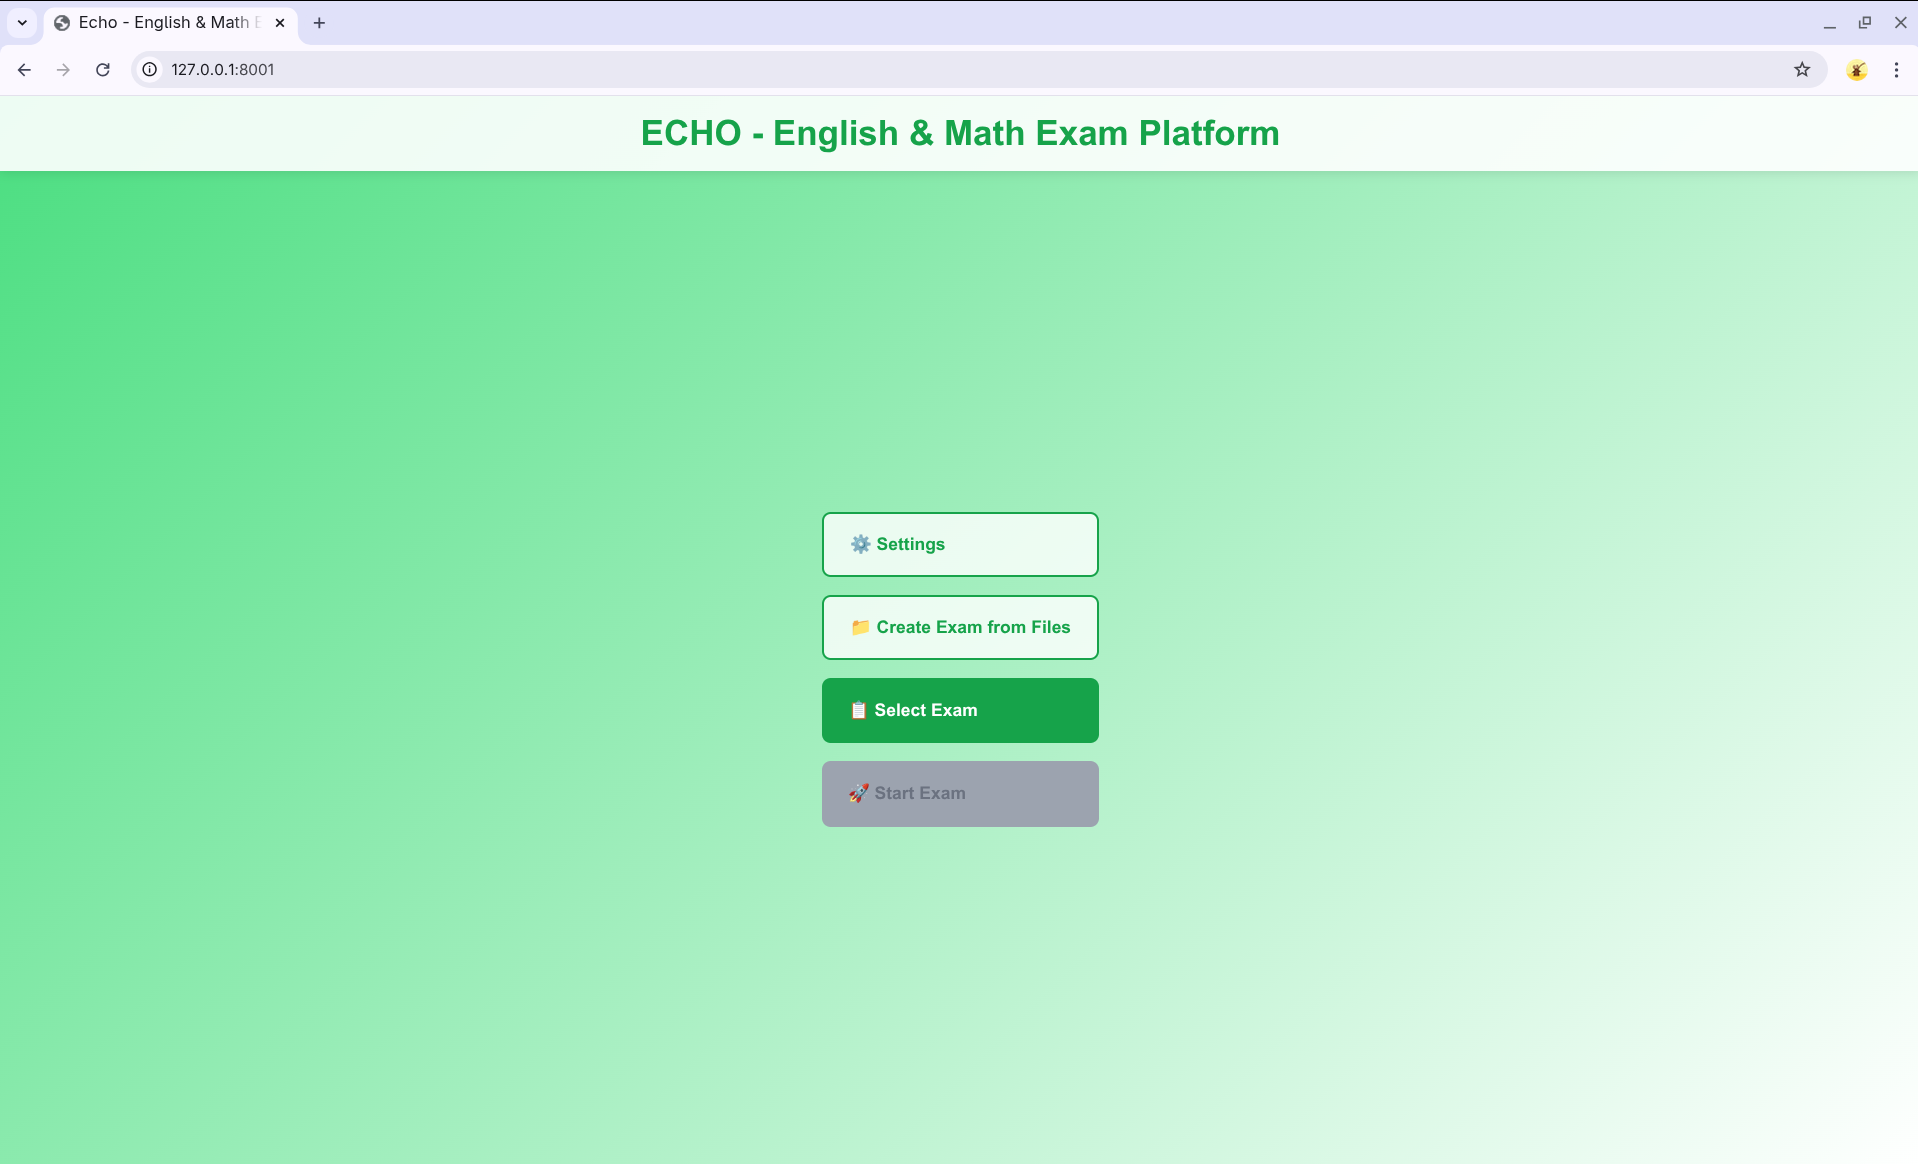 Echo - English & Math E
127.0.0.1:8001
ECHO - English & Math Exam Platform
Settings
Create Exam from Files
Select Exam
Start Exam